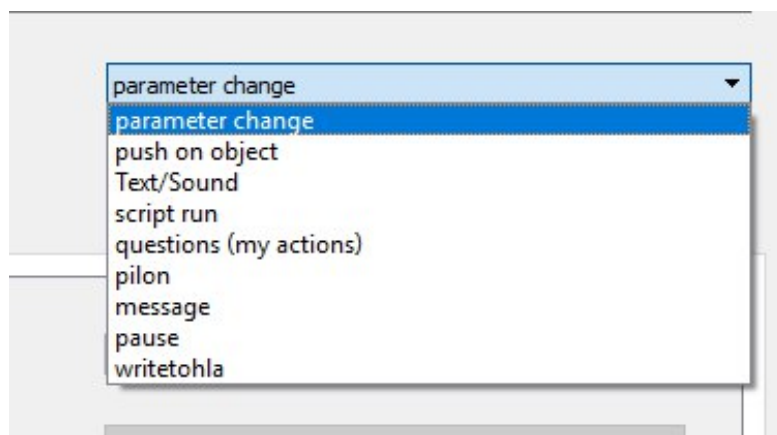 parameter change
parameter change
push on object
Text/Sound
script run
questions (my actions)
pilon
message
pause
writetohla